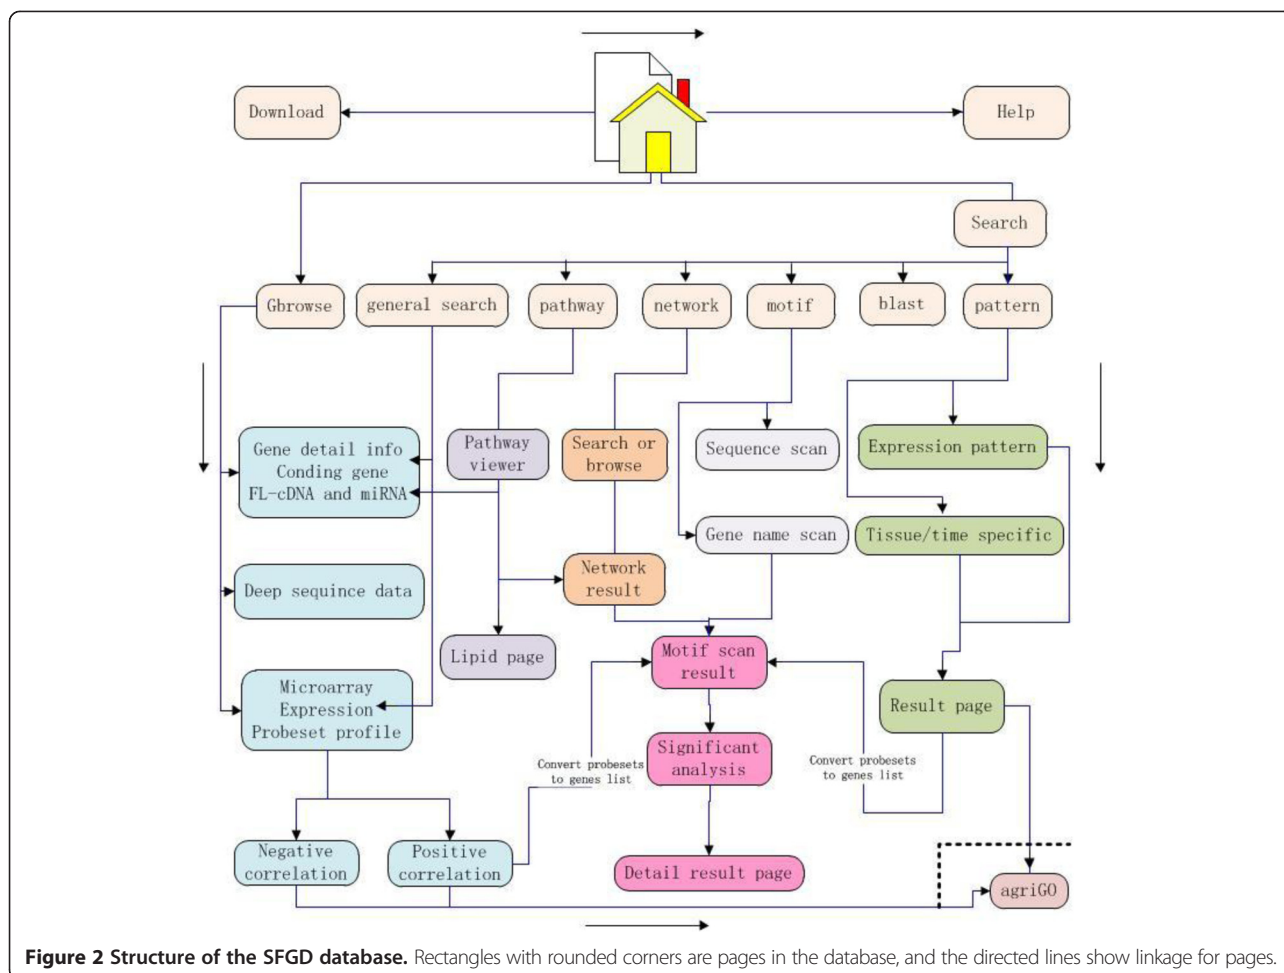 Download
Help
Search
Gbrowse
general search
pathway
network
motif
blast
pattern
Gene detail info
Conding gene
FL-cDNA and miRNA
Pathway
viewer
Search or
browse
Sequence scan
Expression pattern
Gene name scan
Tissue/time specific
Deep sequince data
Network
result
Lipid page
Motif scan
result
Microarray
Expression
Probeset profile
Result page
Significant
analysis
Convert probesets
to genes list
Convert probesets
to genes list
Negative
correlation
Positive
correlation
Detail result page
agriGO
Figure 2 Structure of the SFGD database. Rectangles with rounded corners are pages in the database, and the directed lines show linkage for pages.